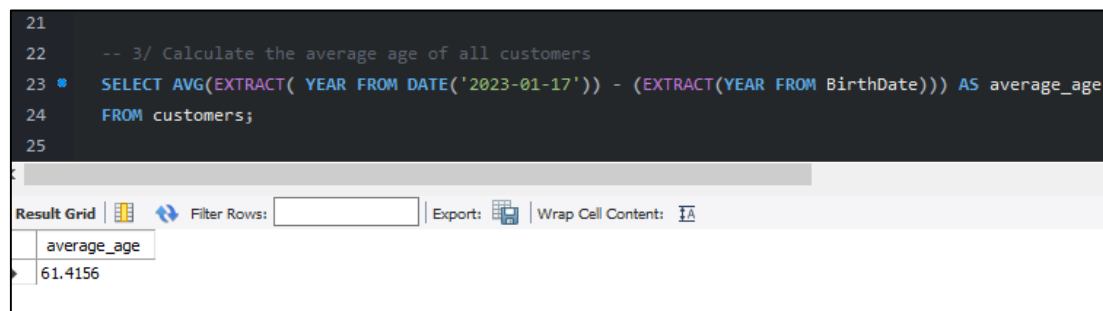 21
22 -- 3/ Calculate the average age of all customers
23 SELECT AVG(EXTRACT( YEAR FROM DATE('2023-01-17')) - (EXTRACT(YEAR FROM BirthDate))) AS average_age
24 FROM customers;
25
Result Grid Filter Rows: Export: Wrap Cell Content: IA
average_age
61.4156